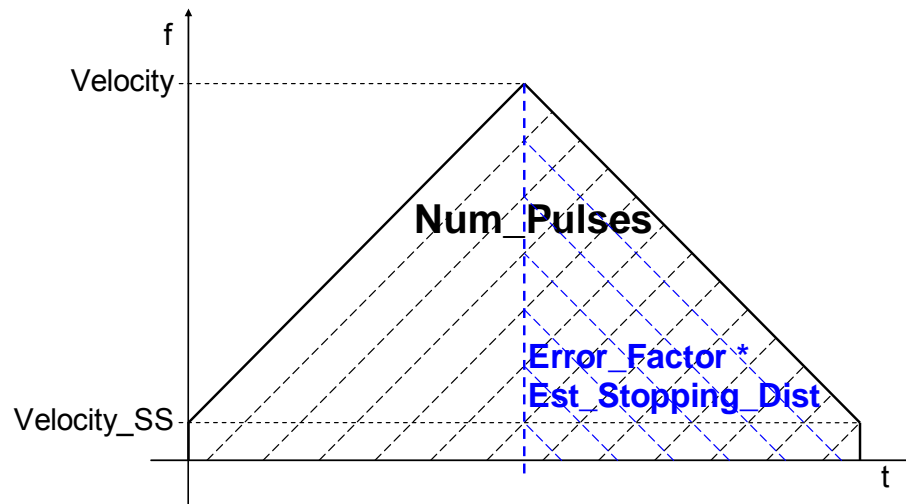 f
Velocity
Num_Pulses
Error_Factor *
Est_Stopping_Dist
Velocity_SS
t